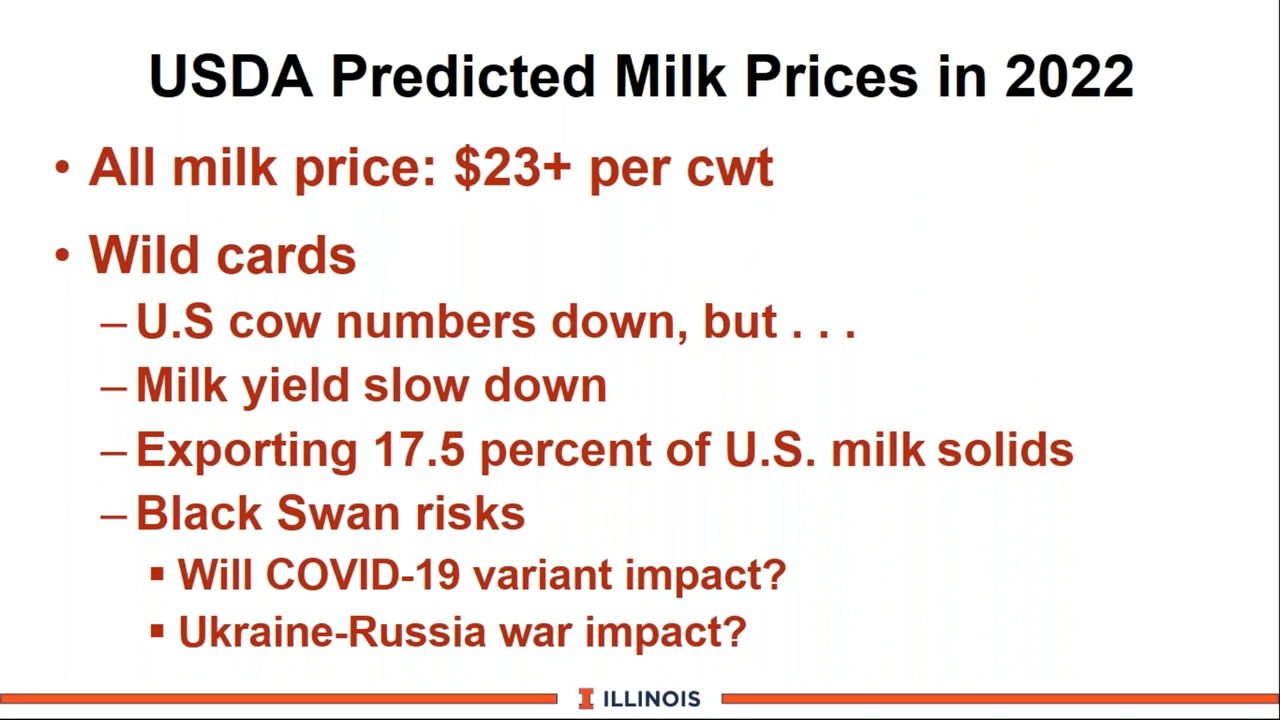 USDA Predicted Milk Prices in 2022
• All milk price: $23+ per cwt
• Wild cards
– U.S cow numbers down, but . . .
– Milk yield slow down
– Exporting 17.5 percent of U.S. milk solids
– Black Swan risks
▪ Will COVID-19 variant impact?
▪ Ukraine-Russia war impact?
I ILLINOIS